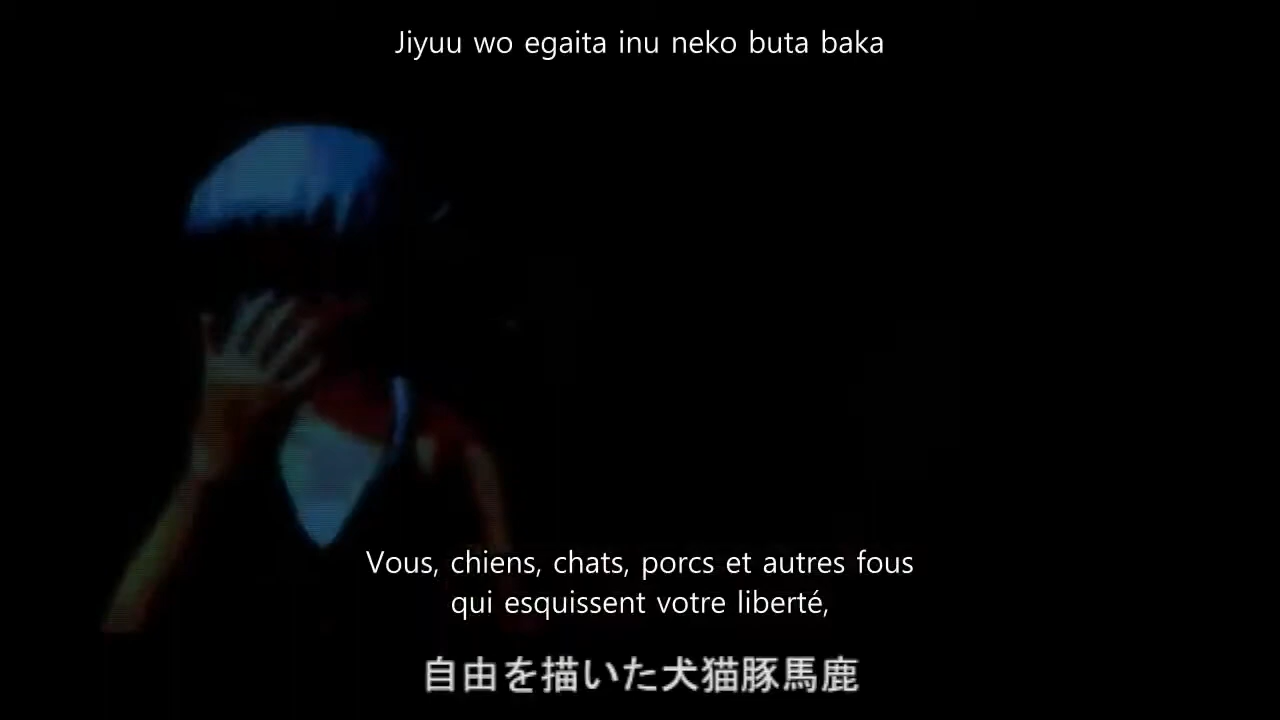 Jiyuu wo egaita inu neko buta baka
Vous, chiens, chats, porcs et autres fous
qui esquissent votre liberté,
自由を描いた犬猫豚馬鹿